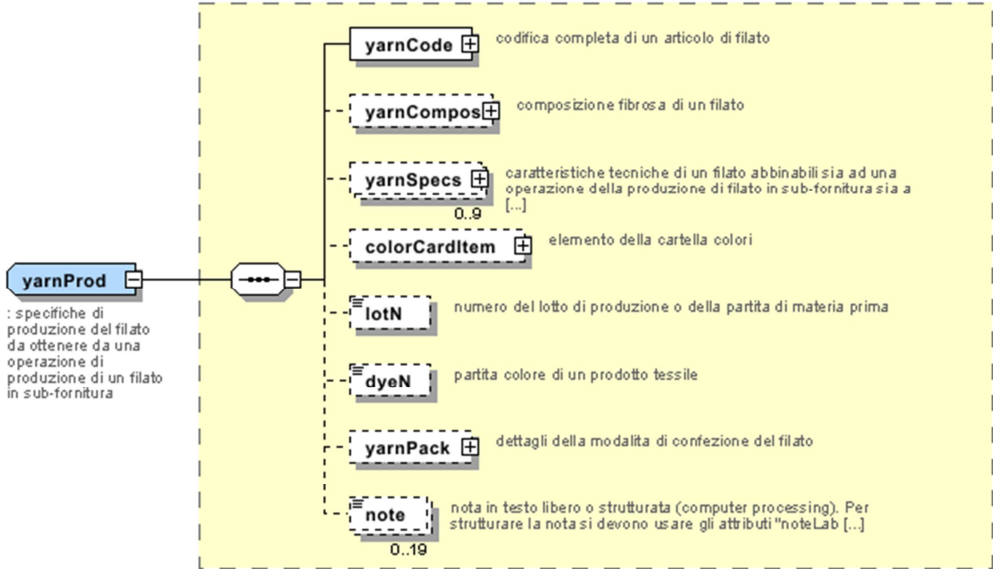 yarnCode
codifica completa di un articolo di filato
yarnCompos
composizione fibrosa di un filato
yarnSpecs
0..9
caratteristiche tecniche di un filato abbinabili sia ad una
operazione della produzione di filato in sub-fornitura sia a
[...]
colorCardItem
elemento della cartella colori
yarnProd
: specifiche di
produzione del filato
da ottenere da una
operazione di
produzione di un filato
in sub-fornitura
lotN
numero del lotto di produzione o della partita di materia prima
dyeN
partita colore di un prodotto tessile
yarnPack
dettagli della modalita di confezione del filato
note
0..19
nota in testo libero o strutturata (computer processing). Per
strutturare la nota si devono usare gli attributi "noteLab [...]